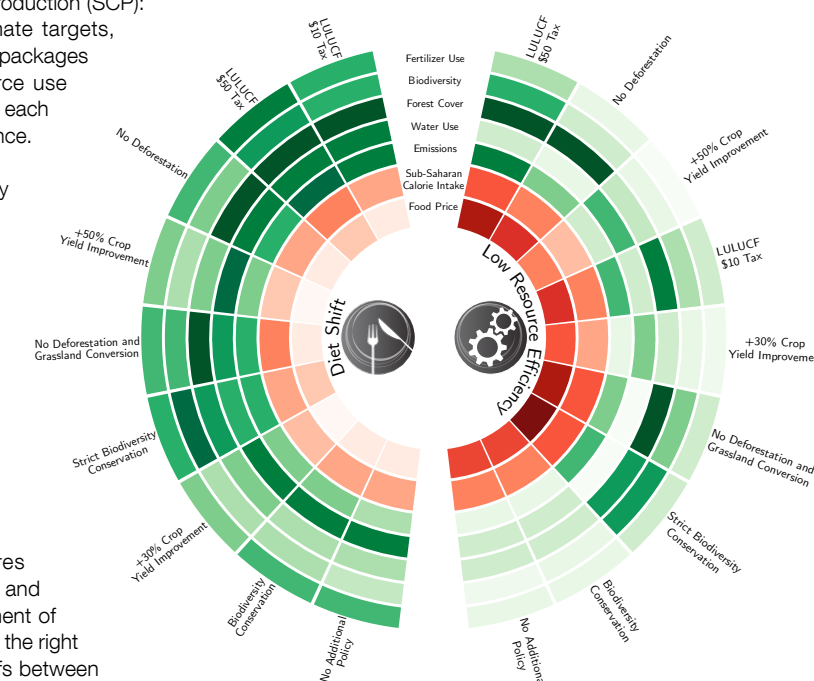 roduction (SCP):
nate targets,
packages
rce use
each
nce.
y
res
and
nent of
the right
fs between
Fertilizer Use
Biodiversity
Forest Cover
Water Use
Emissions
Sub-Saharan
Calorie Intake
Food Price
LULUCF
$10 Tax
LULUCF
$50 Tax
No Deforestation
+50% Crop
Yield Improvement
No Deforestation and
Grassland Conversion
Strict Biodiversity
Conservation
+30% Crop
Yield Improvement
Biodiversity
Conservation
No Additional
Policy
Diet Shift
LULUCF
$50 Tax
No Deforestation
+50% Crop
Yield Improvement
LULUCF
$10 Tax
+30% Crop
Yield Improveme
No Deforestation and
Grassland Conversion
Strict Biodiversity
Conservation
Biodiversity
Conservation
No Additiona
Policy
Low Resource Efficiency